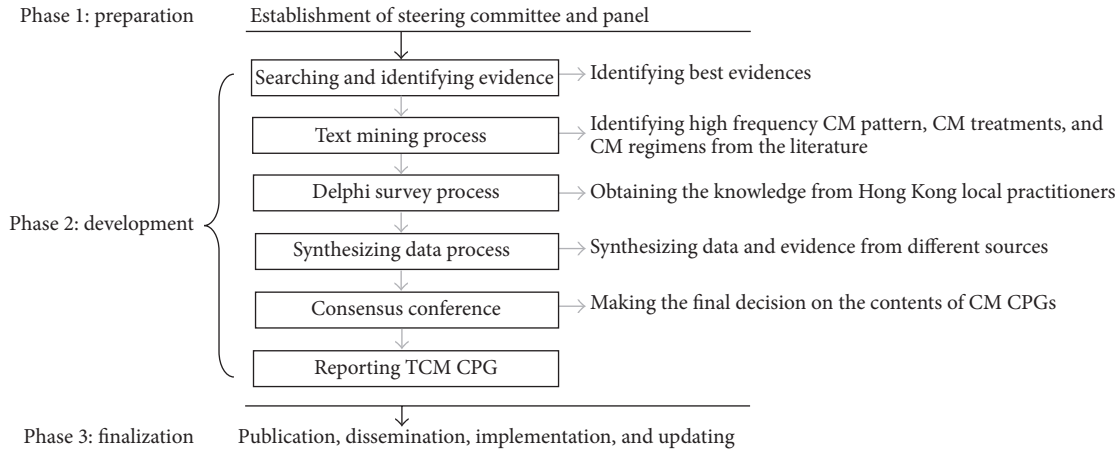 Phase 1: preparation
Establishment of steering committee and panel
Searching and identifying evidence
Identifying best evidences
Text mining process
Identifying high frequency CM pattern, CM treatments, and
CM regimens from the literature
Delphi survey process
Obtaining the knowledge from Hong Kong local practitioners
Phase 2: development
Synthesizing data process
Synthesizing data and evidence from different sources
Consensus conference
Making the final decision on the contents of CM CPGs
Reporting TCM CPG
Phase 3: finalization
Publication, dissemination, implementation, and updating